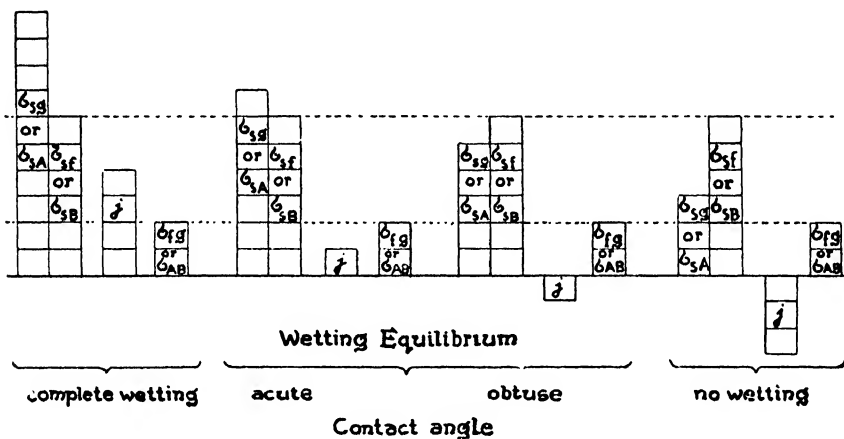 σsg
or
σsA
σsf
or
σsB
j
σfg
or
σAB
σsg
or
σsA
σsf
or
σsB
j
σfg
or
σAB
σsg
or
σsA
σsf
or
σsB
j
σfg
or
σAB
σsg
or
σsA
σsf
or
σsB
j
σfg
or
σAB
Wetting Equilibrium
complete wetting
acute
obtuse
no wetting
Contact angle